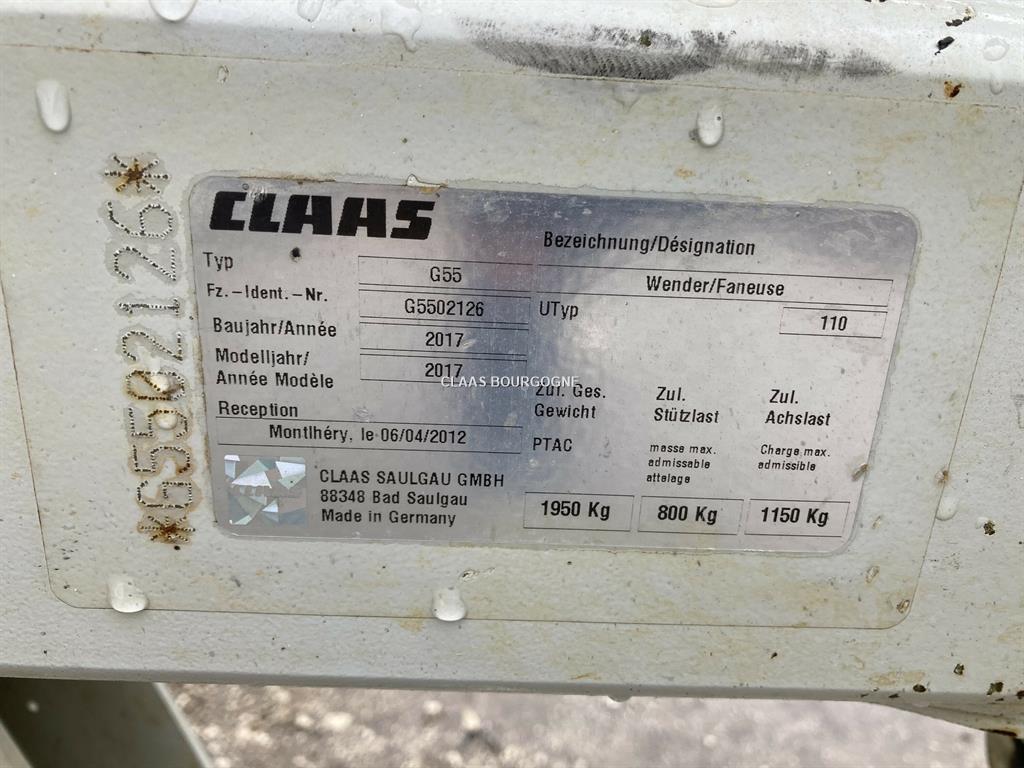 *G5502126*
CLAAS
Bezeichnung/Désignation
Typ G55 Wender/Faneuse
Fz.-Ident.-Nr. G5502126 UTyp 110
Baujahr/Année 2017
Modelljahr/
Année Modèle 2017
CLAAS BOURGOGNE
Reception
Montlhéry, le 06/04/2012
Zul. Ges.
Gewicht
PTAC
1950 Kg
Zul.
Stützlast
masse max.
admissable
attelage
800 Kg
Zul.
Achslast
Charge max.
admissible
1150 Kg
CLAAS SAULGAU GMBH
88348 Bad Saulgau
Made in Germany